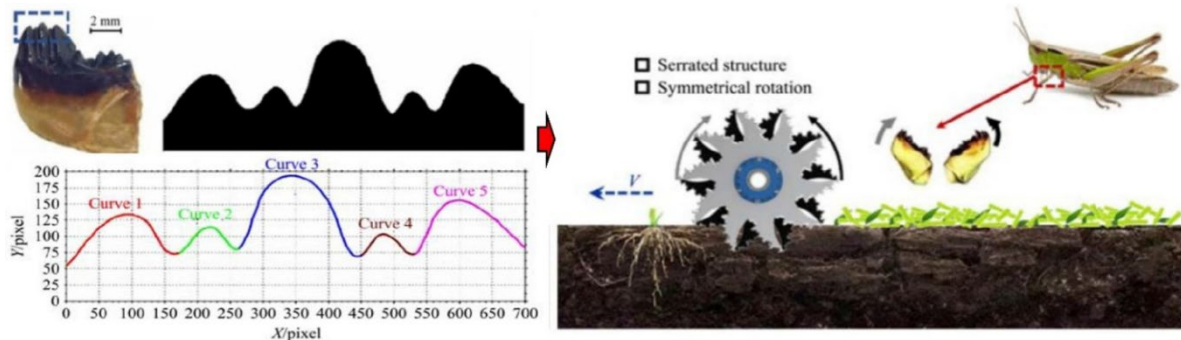 2 mm
200
175
150
125
100
75
50
25
0
Y/pixel
Curve 1
Curve 2
Curve 3
Curve 4
Curve 5
0 50 100 150 200 250 300 350 400 450 500 550 600 650 700
X/pixel
Serrated structure
Symmetrical rotation
V